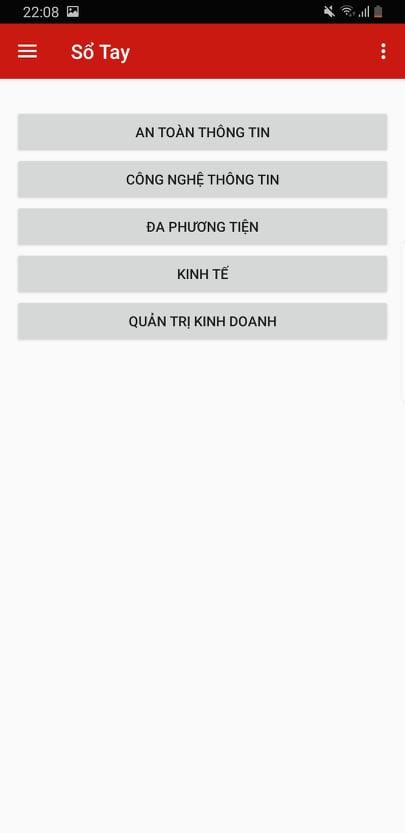 22:08
Sổ Tay
AN TOÀN THÔNG TIN
CÔNG NGHỆ THÔNG TIN
ĐA PHƯƠNG TIỆN
KINH TẾ
QUẢN TRỊ KINH DOANH